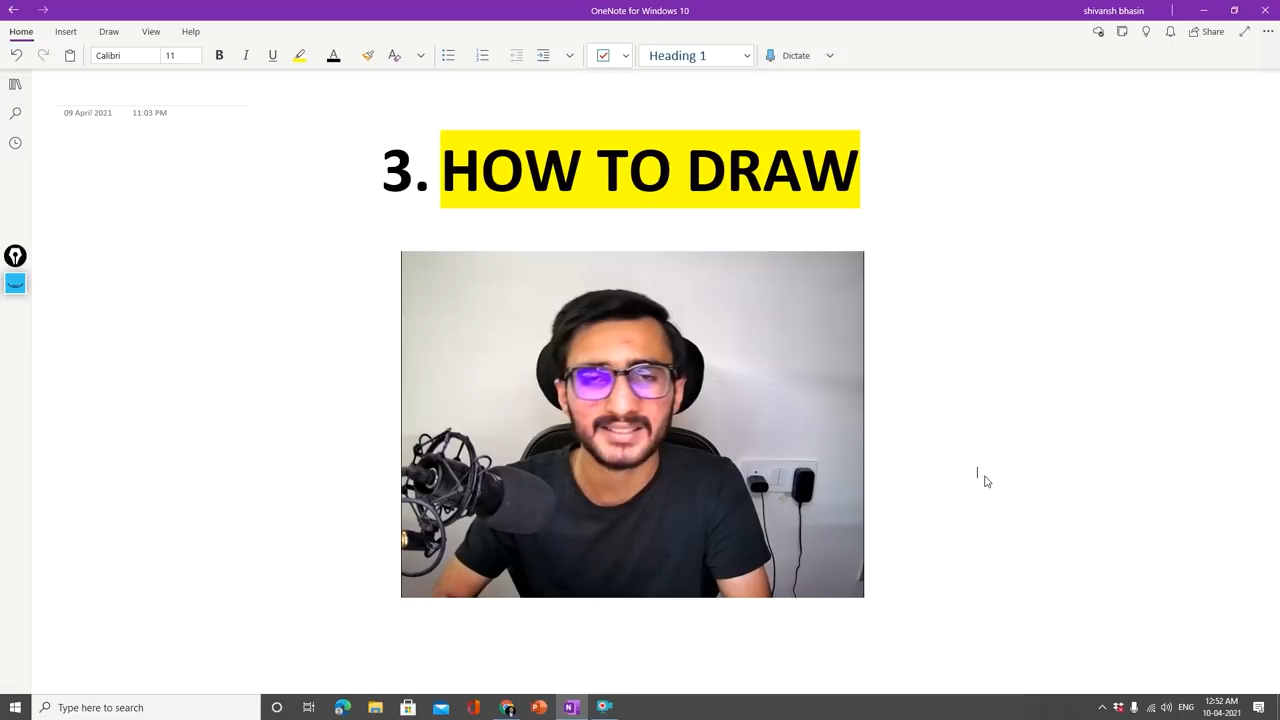 OneNote for Windows 10
shivansh bhasin
Home Insert Draw View Help
Share
Calibri 11 B I U A Heading 1 Dictate
09 April 2021 11:03 PM
3. HOW TO DRAW
Type here to search
ENG
12:52 AM
10-04-2021